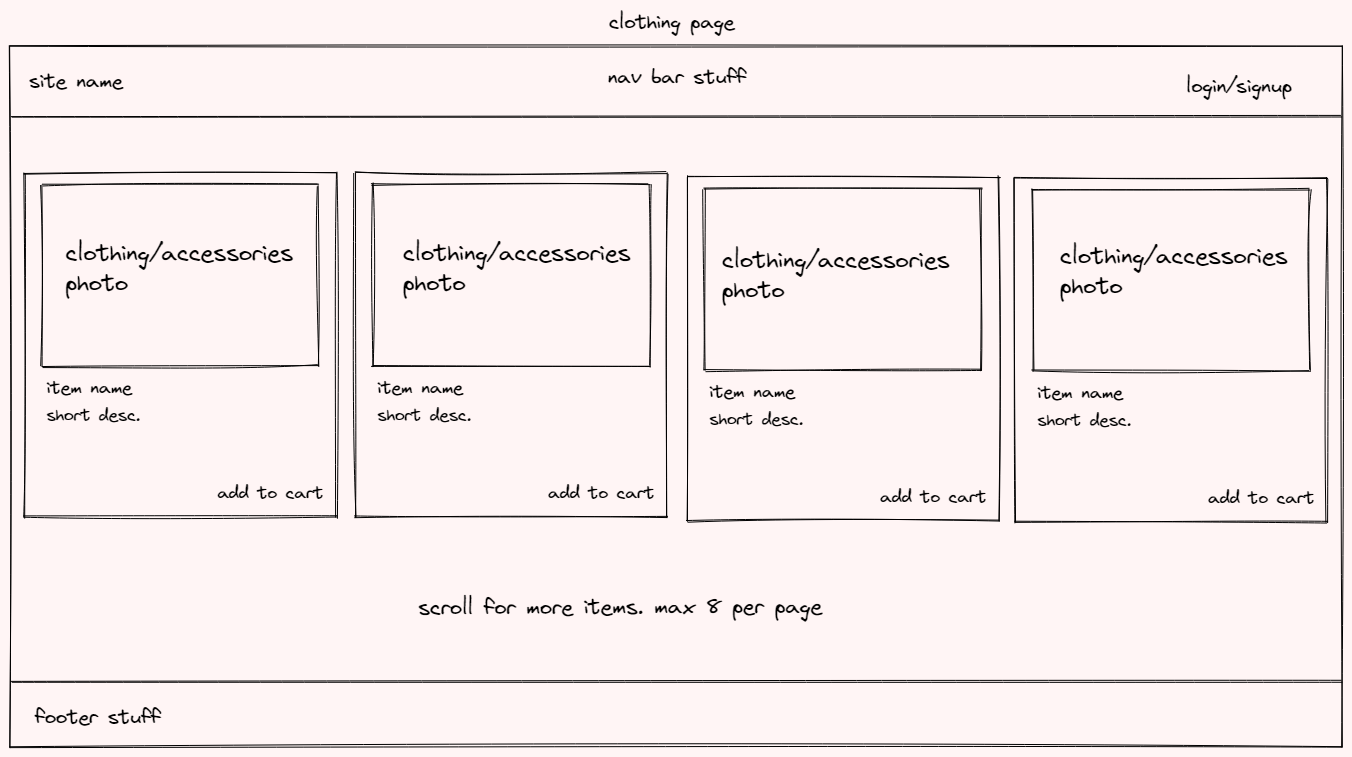 clothing page
site name
nav bar stuff
login/signup
clothing/accessories
photo
item name
short desc.
add to cart
clothing/accessories
photo
item name
short desc.
add to cart
clothing/accessories
photo
item name
short desc.
add to cart
clothing/accessories
photo
item name
short desc.
add to cart
scroll for more items. max 8 per page
footer stuff